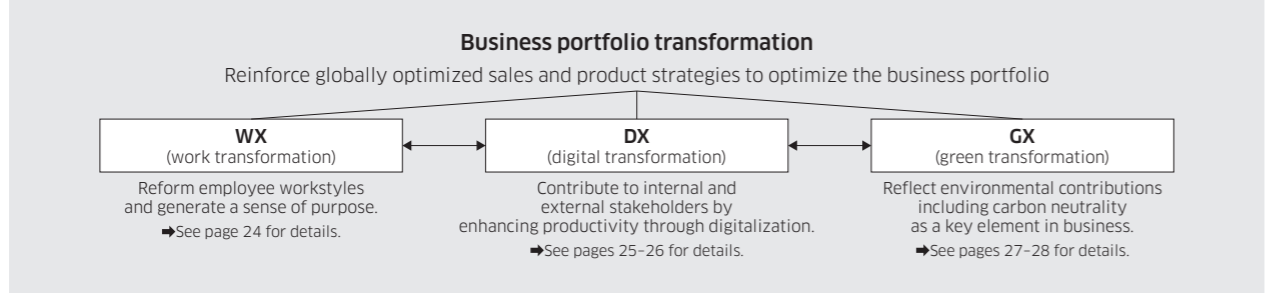 Business portfolio transformation
Reinforce globally optimized sales and product strategies to optimize the business portfolio
WX
(work transformation)
Reform employee workstyles
and generate a sense of purpose.
➡See page 24 for details.
DX
(digital transformation)
Contribute to internal and
external stakeholders by
enhancing productivity through digitalization.
➡See pages 25–26 for details.
GX
(green transformation)
Reflect environmental contributions
including carbon neutrality
as a key element in business.
➡See pages 27–28 for details.